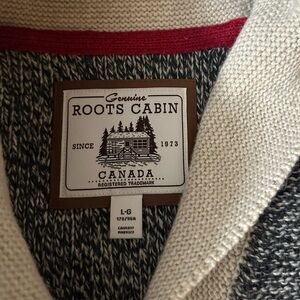 Genuine
ROOTS CABIN
SINCE 1973
CANADA
REGISTERED TRADEMARK
L-G